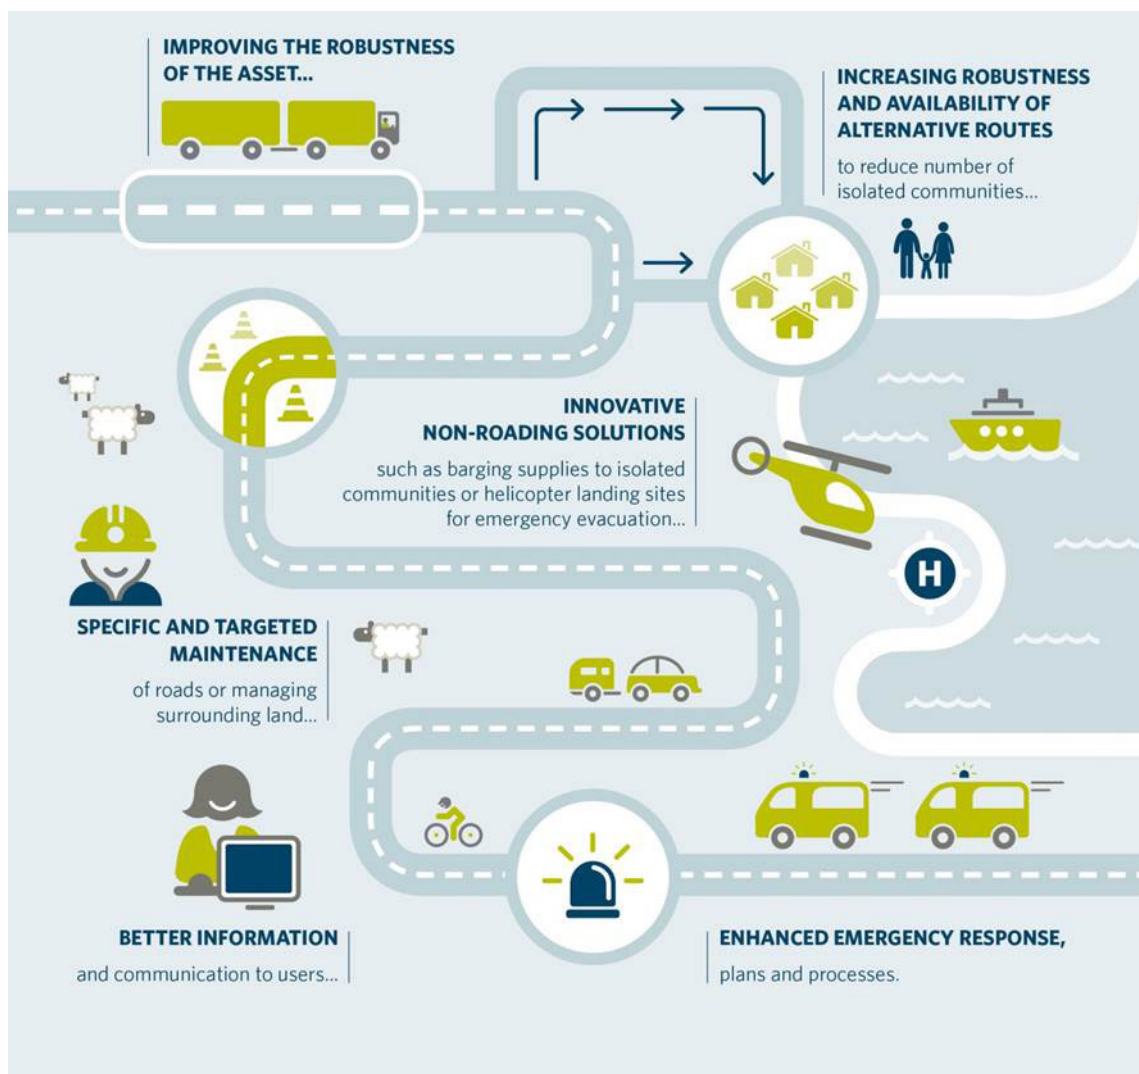 IMPROVING THE ROBUSTNESS
OF THE ASSET...
INCREASING ROBUSTNESS
AND AVAILABILITY OF
ALTERNATIVE ROUTES
to reduce number of
isolated communities...
INNOVATIVE
NON-ROADING SOLUTIONS
such as barging supplies to isolated
communities or helicopter landing sites
for emergency evacuation...
H
SPECIFIC AND TARGETED
MAINTENANCE
of roads or managing
surrounding land...
BETTER INFORMATION
and communication to users...
ENHANCED EMERGENCY RESPONSE,
plans and processes.